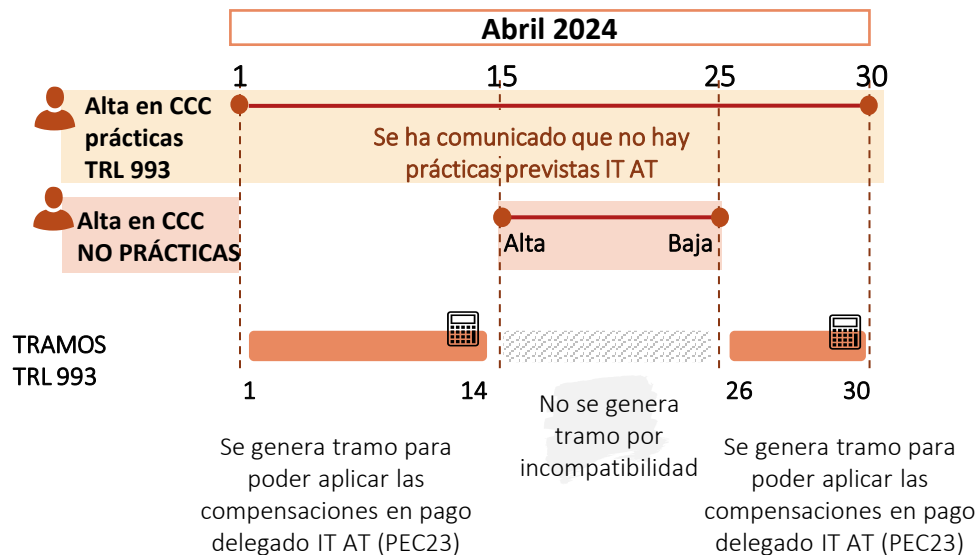 Abril 2024
1 15 25 30
Alta en CCC
prácticas
TRL 993
Se ha comunicado que no hay
prácticas previstas IT AT
Alta en CCC
NO PRÁCTICAS
Alta Baja
TRAMOS
TRL 993
1 14 26 30
No se genera
tramo por
incompatibilidad
Se genera tramo para
poder aplicar las
compensaciones en pago
delegado IT AT (PEC23)
Se genera tramo para
poder aplicar las
compensaciones en pago
delegado IT AT (PEC23)